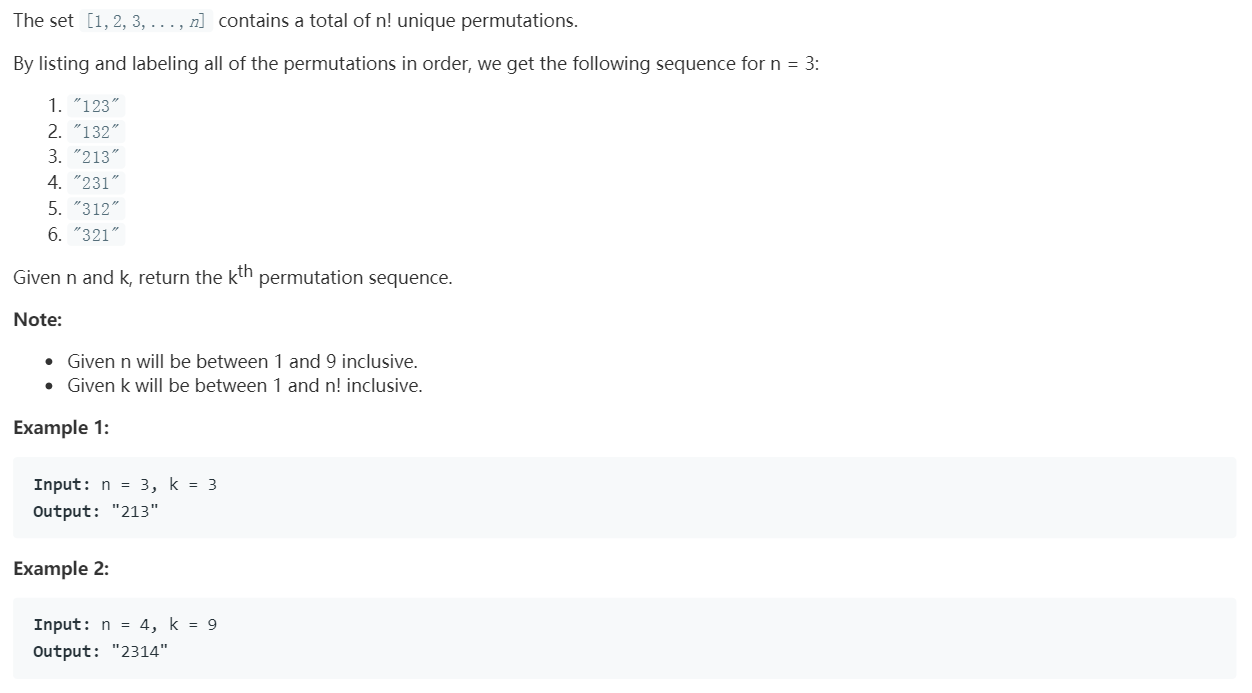 The set [1, 2, 3, ..., n] contains a total of n! unique permutations.
By listing and labeling all of the permutations in order, we get the following sequence for n = 3:
1. "123"
2. "132"
3. "213"
4. "231"
5. "312"
6. "321"
Given n and k, return the kth permutation sequence.
Note:
• Given n will be between 1 and 9 inclusive.
• Given k will be between 1 and n! inclusive.
Example 1:
Input: n = 3, k = 3
Output: "213"
Example 2:
Input: n = 4, k = 9
Output: "2314"